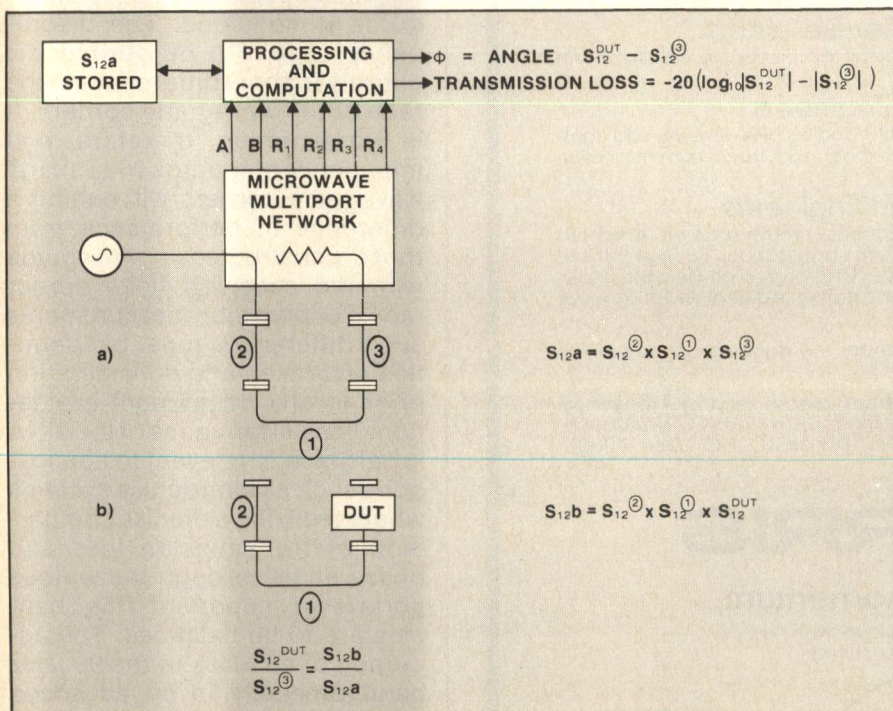 S₁₂a STORED
PROCESSING AND COMPUTATION
Φ = ANGLE S₁₂^DUT – S₁₂^③
TRANSMISSION LOSS = -20 (log₁₀|S₁₂^DUT| – |S₁₂^③|)
A B R₁ R₂ R₃ R₄
MICROWAVE MULTIPORT NETWORK
a) ② ③ S₁₂a = S₁₂^② x S₁₂^① x S₁₂^③
①
b) ② DUT S₁₂b = S₁₂^② x S₁₂^① x S₁₂^DUT
①
S₁₂^DUT / S₁₂^③ = S₁₂b / S₁₂a